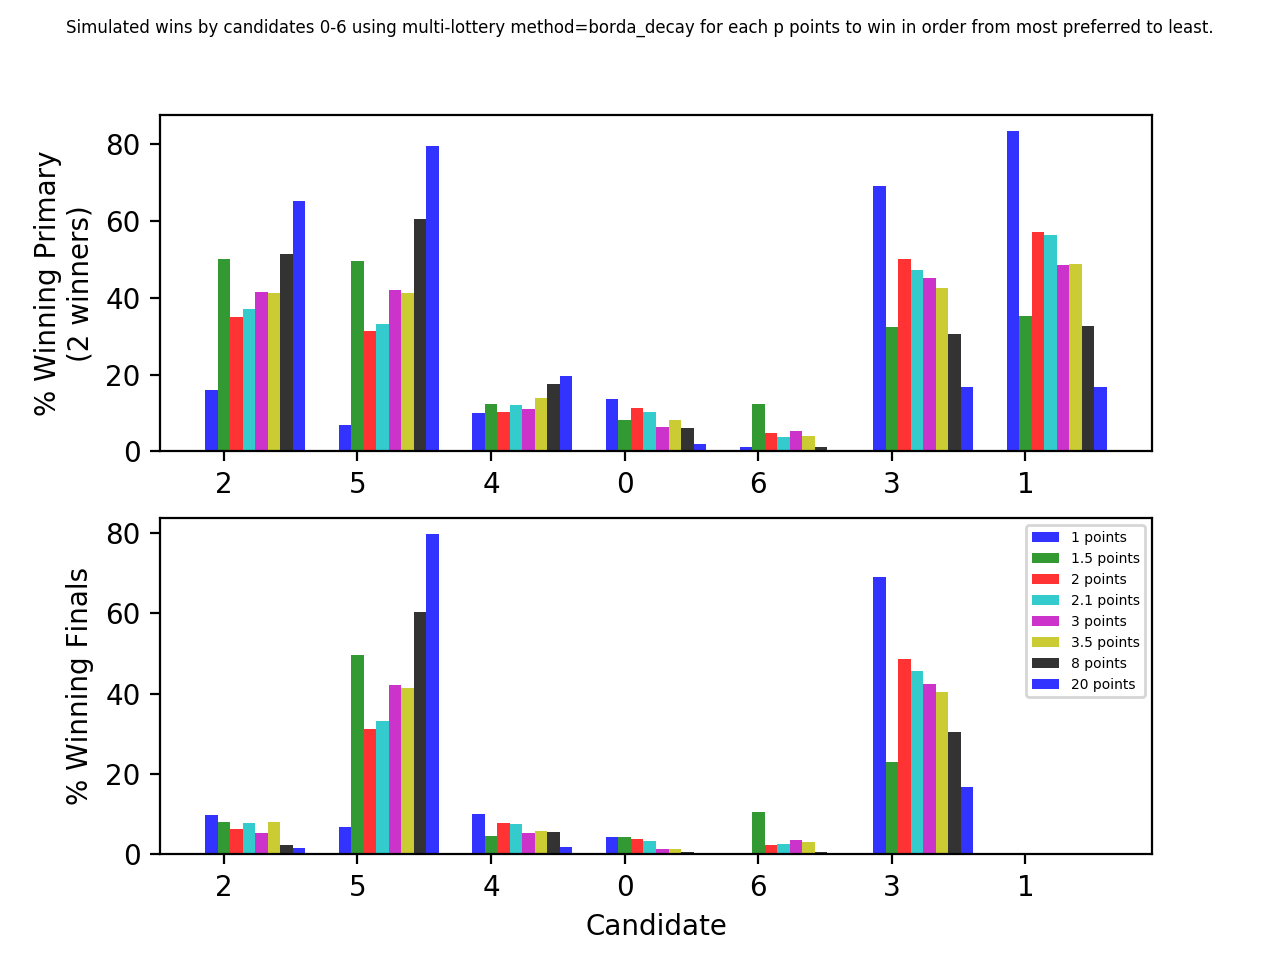 Simulated wins by candidates 0-6 using multi-lottery method=borda_decay for each p points to win in order from most preferred to least.
% Winning Primary
(2 winners)
80
60
40
20
0
2 5 4 0 6 3 1
% Winning Finals
80
60
40
20
0
1 points
1.5 points
2 points
2.1 points
3 points
3.5 points
8 points
20 points
2 5 4 0 6 3 1
Candidate